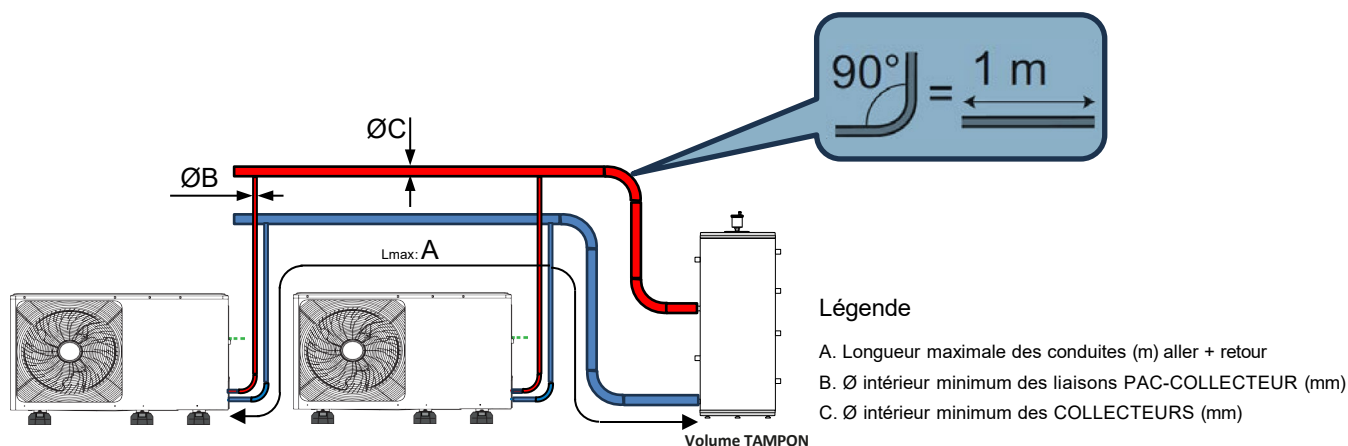 90° = 1 m
ØC
ØB
Lmax: A
Légende
A. Longueur maximale des conduites (m) aller + retour
B. Ø intérieur minimum des liaisons PAC-COLLECTEUR (mm)
C. Ø intérieur minimum des COLLECTEURS (mm)
Volume TAMPON